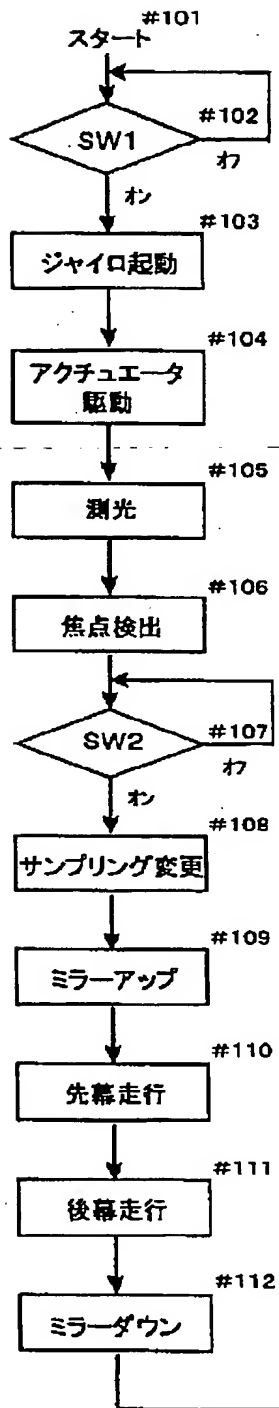 #101
スタート
#102
SW1
オフ
オン
#103
ジャイロ起動
#104
アクチュエータ
駆動
#105
測光
#106
焦点検出
#107
SW2
オフ
オン
#108
サンプリング変更
#109
ミラーアップ
#110
先幕走行
#111
後幕走行
#112
ミラーダウン